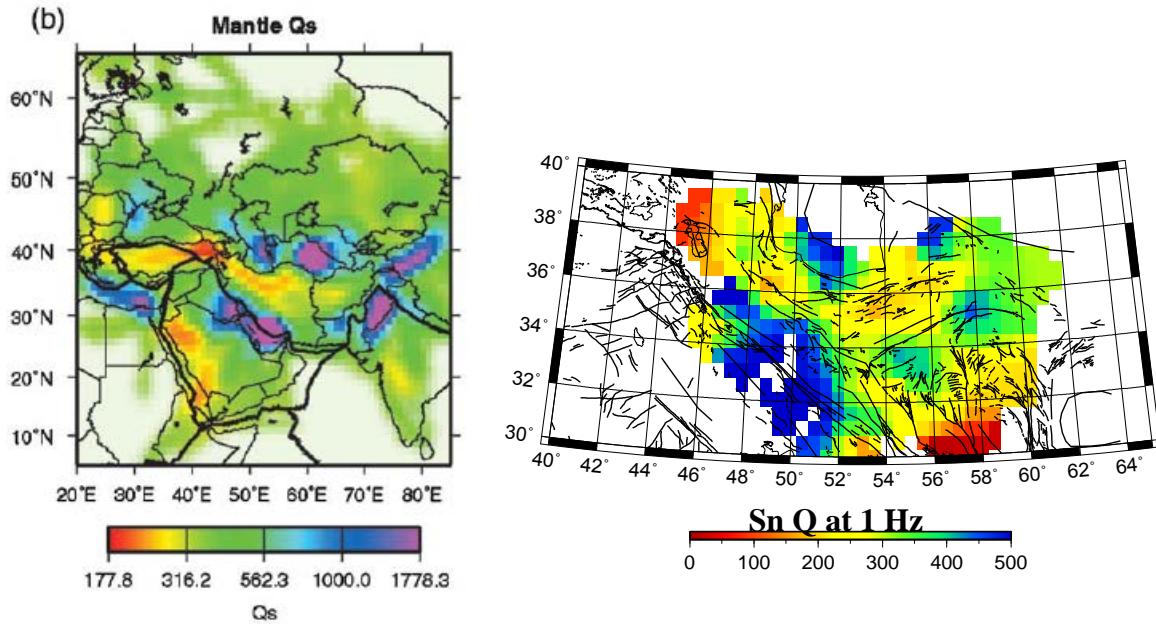 (b)
Mantle Qs
60°N
50°N
40°N
30°N
20°N
10°N
20°E 30°E 40°E 50°E 60°E 70°E 80°E
177.8 316.2 562.3 1000.0 1778.3
Qs
40°
38°
36°
34°
32°
30°
40° 42° 44° 46° 48° 50° 52° 54° 56° 58° 60° 62° 64°
Sn Q at 1 Hz
0 100 200 300 400 500